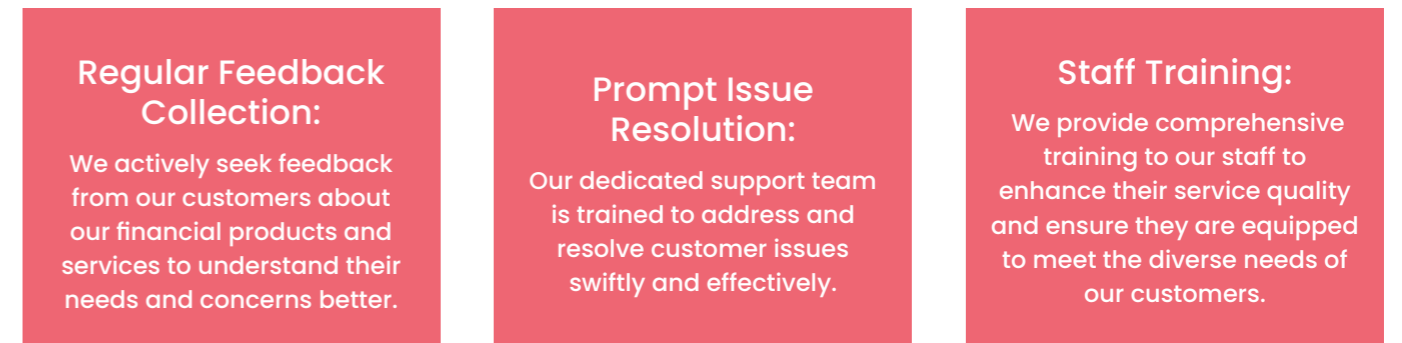 Regular Feedback
Collection:
We actively seek feedback
from our customers about
our financial products and
services to understand their
needs and concerns better.
Prompt Issue
Resolution:
Our dedicated support team
is trained to address and
resolve customer issues
swiftly and effectively.
Staff Training:
We provide comprehensive
training to our staff to
enhance their service quality
and ensure they are equipped
to meet the diverse needs of
our customers.